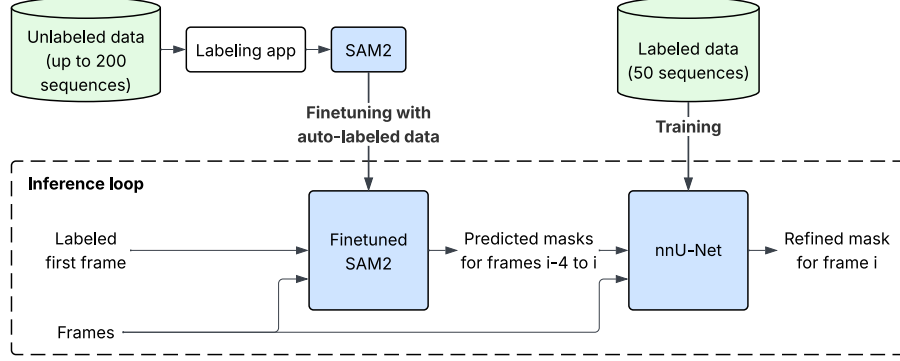 Unlabeled data
(up to 200
sequences)
Labeling app
SAM2
Labeled data
(50 sequences)
Finetuning with
auto-labeled data
Training
Inference loop
Labeled
first frame
Finetuned
SAM2
Predicted masks
for frames i-4 to i
nnU-Net
Refined mask
for frame i
Frames